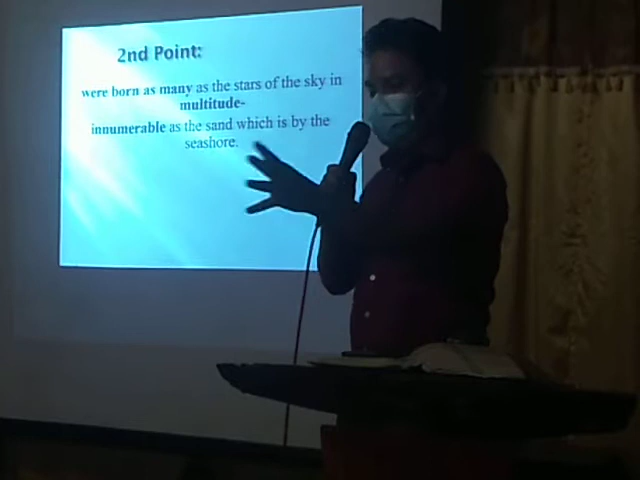 2nd Point:
were born as many as the stars of the sky in
multitude-
innumerable as the sand which is by the
seashore.